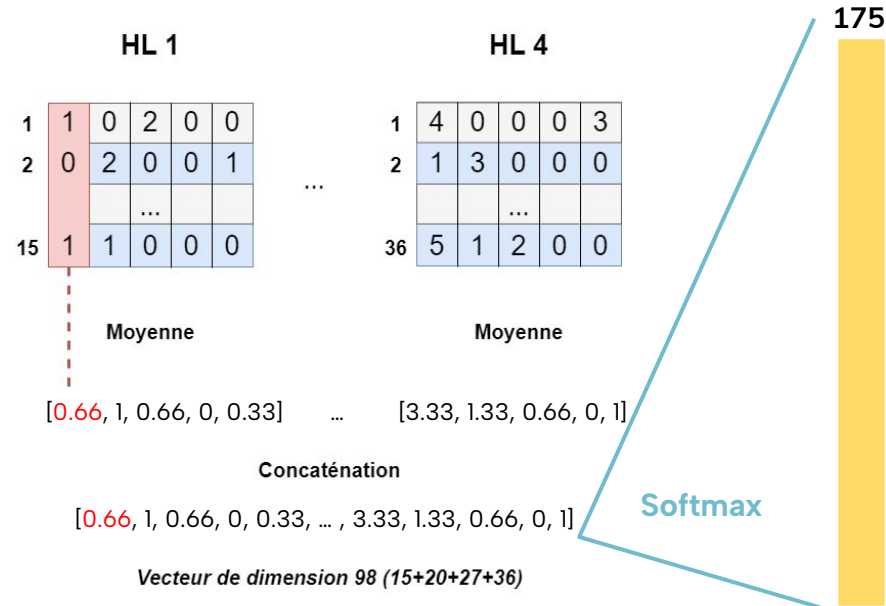 175
HL 1 HL 4
1 1 0 2 0 0 1 4 0 0 0 3
2 0 2 0 0 1 ... 2 1 3 0 0 0
... ...
15 1 1 0 0 0 36 5 1 2 0 0
Moyenne Moyenne
[0.66, 1, 0.66, 0, 0.33] ... [3.33, 1.33, 0.66, 0, 1]
Concaténation
[0.66, 1, 0.66, 0, 0.33, ... , 3.33, 1.33, 0.66, 0, 1]
Softmax
Vecteur de dimension 98 (15+20+27+36)